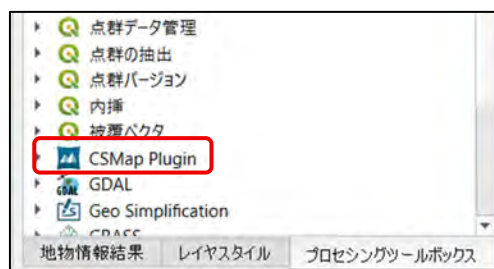 点群データ管理
点群の抽出
点群バージョン
内挿
被覆ベクタ
CSMap Plugin
GDAL
Geo Simplification
GRASS
地物情報結果 レイヤスタイル プロセシングツールボックス